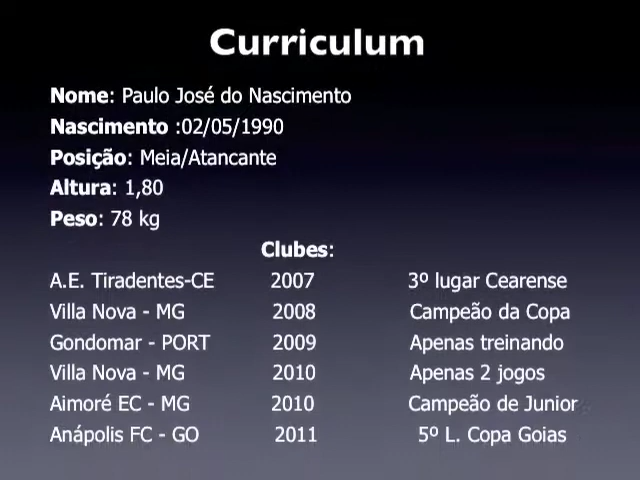 Curriculum
Nome: Paulo José do Nascimento
Nascimento :02/05/1990
Posição: Meia/Atancante
Altura: 1,80
Peso: 78 kg
Clubes:
A.E. Tiradentes-CE 2007 3º lugar Cearense
Villa Nova - MG 2008 Campeão da Copa
Gondomar - PORT 2009 Apenas treinando
Villa Nova - MG 2010 Apenas 2 jogos
Aimoré EC - MG 2010 Campeão de Junior
Anápolis FC - GO 2011 5º L. Copa Goias